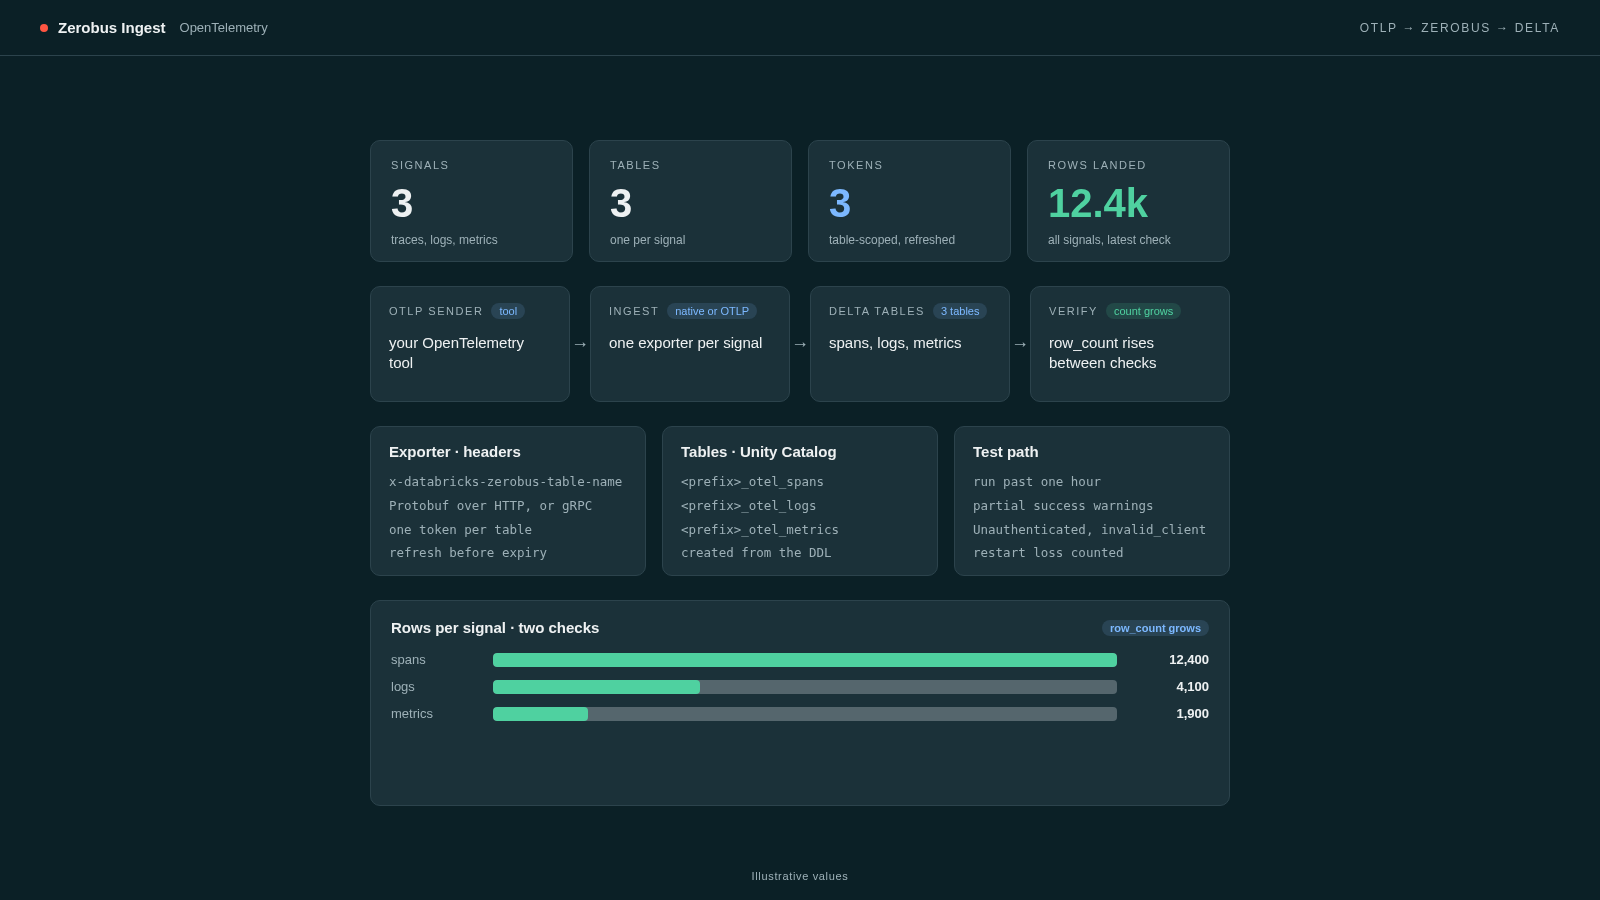 Zerobus Ingest OpenTelemetry
OTLP → ZEROBUS → DELTA
SIGNALS
3
traces, logs, metrics
TABLES
3
one per signal
TOKENS
3
table-scoped, refreshed
ROWS LANDED
12.4k
all signals, latest check
OTLP SENDER tool
your OpenTelemetry
tool
→
INGEST native or OTLP
one exporter per signal
→
DELTA TABLES 3 tables
spans, logs, metrics
→
VERIFY count grows
row_count rises
between checks
Exporter · headers
x-databricks-zerobus-table-name
Protobuf over HTTP, or gRPC
one token per table
refresh before expiry
Tables · Unity Catalog
<prefix>_otel_spans
<prefix>_otel_logs
<prefix>_otel_metrics
created from the DDL
Test path
run past one hour
partial success warnings
Unauthenticated, invalid_client
restart loss counted
Rows per signal · two checks
row_count grows
spans 12,400
logs 4,100
metrics 1,900
Illustrative values